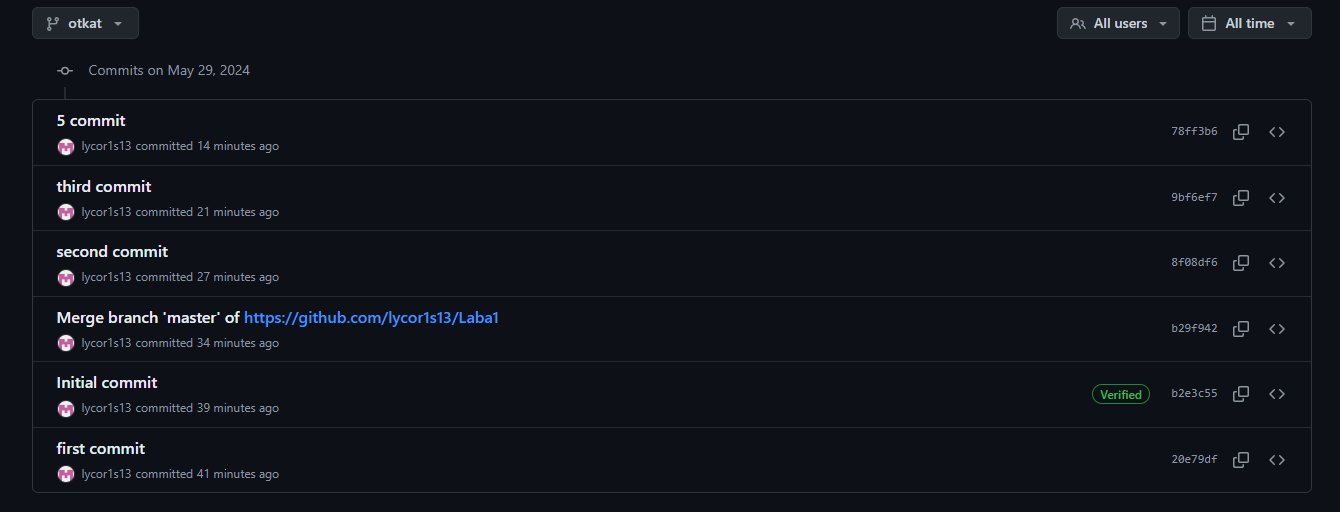 otkat
All users
All time
Commits on May 29, 2024
5 commit
lycor1s13 committed 14 minutes ago
78ff3b6
third commit
lycor1s13 committed 21 minutes ago
9bf6ef7
second commit
lycor1s13 committed 27 minutes ago
8f08df6
Merge branch 'master' of https://github.com/lycor1s13/Laba1
lycor1s13 committed 34 minutes ago
b29f942
Initial commit
lycor1s13 committed 39 minutes ago
Verified
b2e3c55
first commit
lycor1s13 committed 41 minutes ago
20e79df